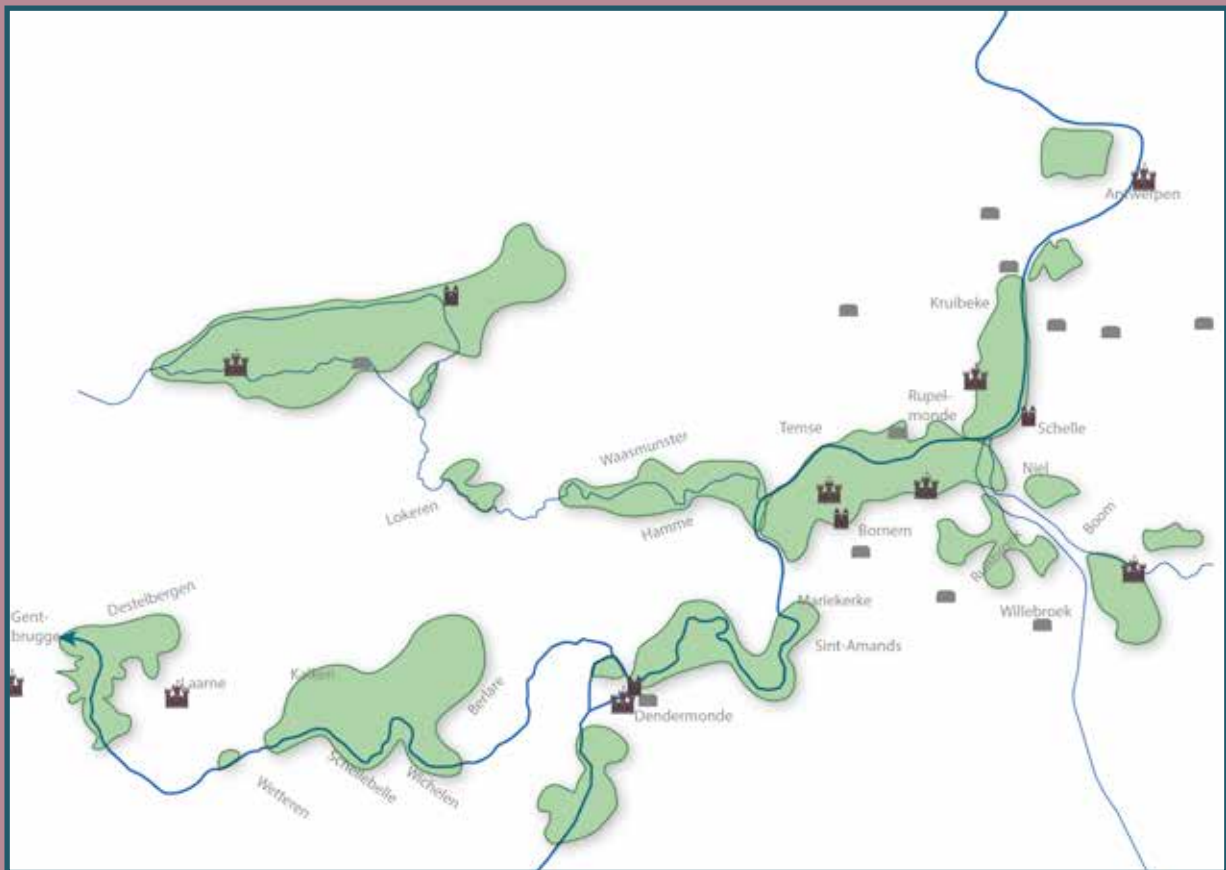 Antwerpen
Kruibeke
Rupel-
monde
Temse
Schelle
Waasmunster
Niel
Lokeren
Hamme
Bornem
Boom
Destelbergen
Mariekerke
Gent-
brugge
Willebroek
Sint-Amands
Kalken
Laarne
Berlare
Dendermonde
Schellebelle
Wichelen
Wetteren